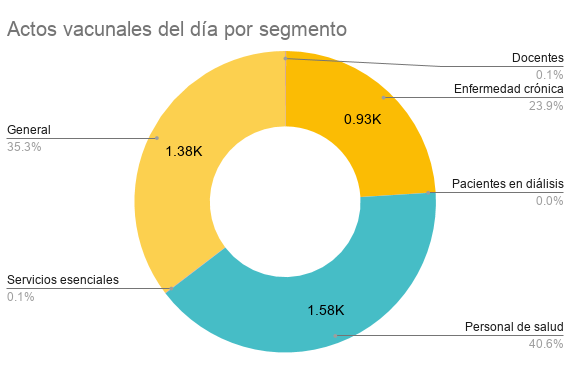 Actos vacunales del día por segmento
Docentes
0.1%
Enfermedad crónica
23.9%
0.93K
General
35.3%
1.38K
Pacientes en diálisis
0.0%
Servicios esenciales
0.1%
1.58K
Personal de salud
40.6%